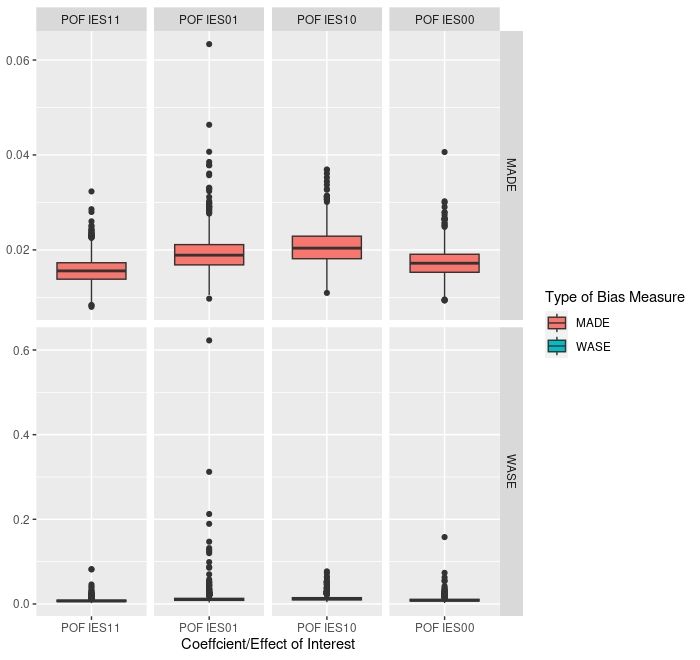 POF IES11 POF IES01 POF IES10 POF IES00
0.06
0.04
0.02
MADE
0.6
0.4
0.2
0.0
WASE
POF IES11 POF IES01 POF IES10 POF IES00
Coeffcient/Effect of Interest
Type of Bias Measure
MADE
WASE